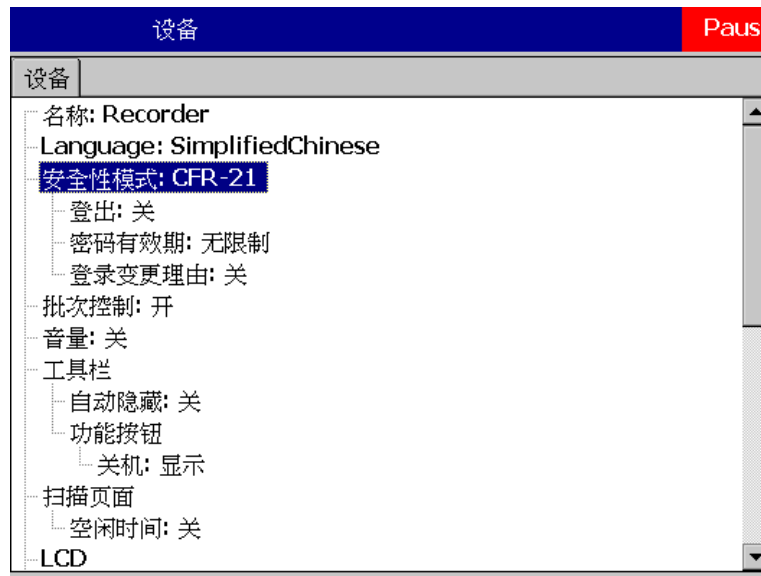 设备
Paus
设备
名称: Recorder
Language: SimplifiedChinese
安全性模式: CFR-21
登出: 关
密码有效期: 无限制
登录变更理由: 关
批次控制: 开
音量: 关
工具栏
自动隐藏: 关
功能按钮
关机: 显示
扫描页面
空闲时间: 关
LCD